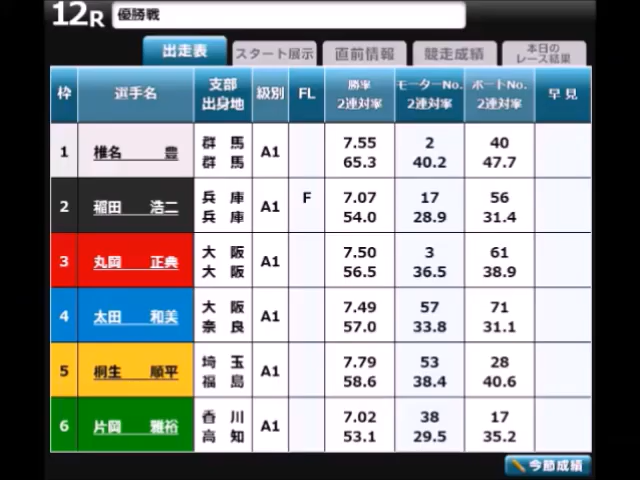 12R 優勝戦
出走表 スタート展示 直前情報 競走成績 本日の
レース結果
枠 選手名 支部 級別 FL 勝率 モーターNo. ボートNo. 早見
出身地 2連対率 2連対率 2連対率
1 椎名 豊 群馬 A1 7.55 2 40
群馬 65.3 40.2 47.7
2 稲田 浩二 兵庫 A1 F 7.07 17 56
兵庫 54.0 28.9 31.4
3 丸岡 正典 大阪 A1 7.50 3 61
大阪 56.5 36.5 38.9
4 太田 和美 大阪 A1 7.49 57 71
奈良 57.0 33.8 31.1
5 桐生 順平 埼玉 A1 7.79 53 28
福島 58.6 38.4 40.6
6 片岡 雅裕 香川 A1 7.02 38 17
高知 53.1 29.5 35.2
今節成績